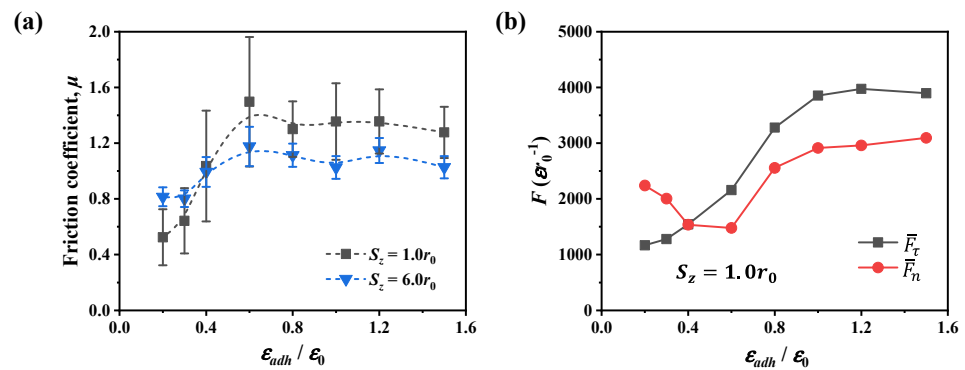 (a)
Friction coefficient, μ
2.0
1.6
1.2
0.8
0.4
0.0
S_z = 1.0r_0
S_z = 6.0r_0
0.0 0.4 0.8 1.2 1.6
ε_adh / ε_0
(b)
F (εr_0^-1)
5000
4000
3000
2000
1000
0
F̅_τ
F̅_n
S_z = 1.0r_0
0.0 0.4 0.8 1.2 1.6
ε_adh / ε_0